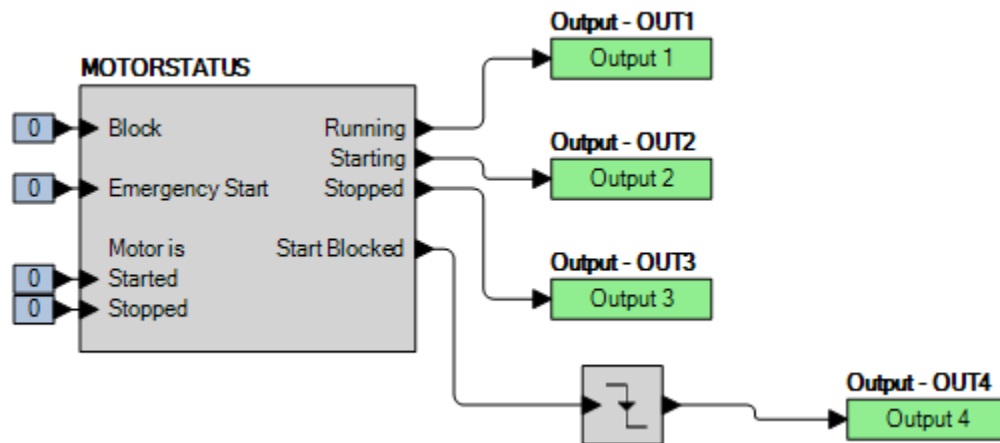 Output - OUT1
Output 1
MOTORSTATUS
0
Block
Running
Starting
0
Emergency Start
Stopped
Output - OUT2
Output 2
Motor is
Start Blocked
0
Started
0
Stopped
Output - OUT3
Output 3
Output - OUT4
Output 4